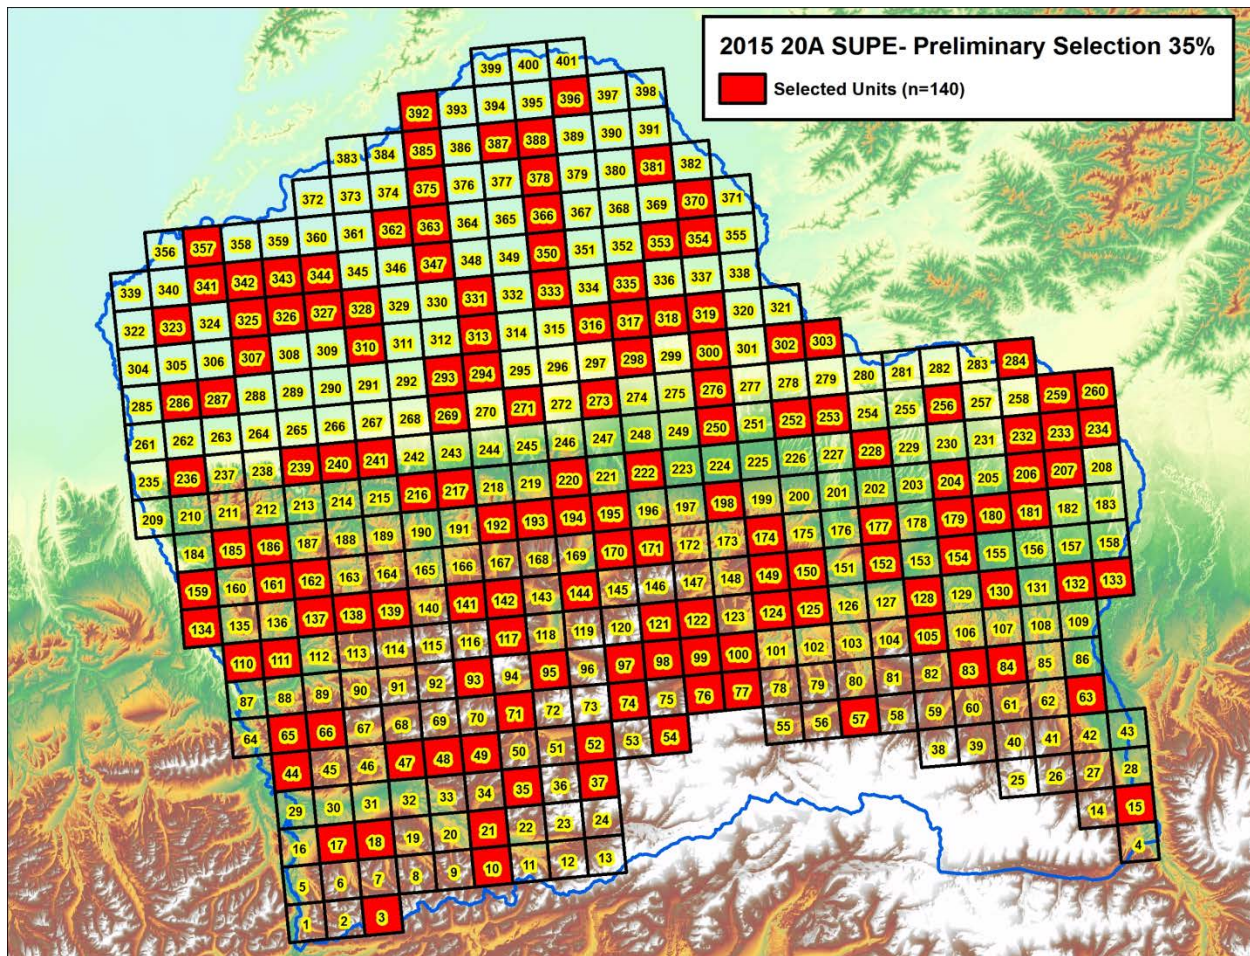 2015 20A SUPE- Preliminary Selection 35%
Selected Units (n=140)
399 400 401
392 393 394 395 396 397 398
383 384 385 386 387 388 389 390 391
372 373 374 375 376 377 378 379 380 381 382
356 357 358 359 360 361 362 363 364 365 366 367 368 369 370 371
339 340 341 342 343 344 345 346 347 348 349 350 351 352 353 354 355
322 323 324 325 326 327 328 329 330 331 332 333 334 335 336 337 338
304 305 306 307 308 309 310 311 312 313 314 315 316 317 318 319 320 321
285 286 287 288 289 290 291 292 293 294 295 296 297 298 299 300 301 302 303
261 262 263 264 265 266 267 268 269 270 271 272 273 274 275 276 277 278 279 280 281 282 283 284
235 236 237 238 239 240 241 242 243 244 245 246 247 248 249 250 251 252 253 254 255 256 257 258 259 260
209 210 211 212 213 214 215 216 217 218 219 220 221 222 223 224 225 226 227 228 229 230 231 232 233 234
184 185 186 187 188 189 190 191 192 193 194 195 196 197 198 199 200 201 202 203 204 205 206 207 208
159 160 161 162 163 164 165 166 167 168 169 170 171 172 173 174 175 176 177 178 179 180 181 182 183
134 135 136 137 138 139 140 141 142 143 144 145 146 147 148 149 150 151 152 153 154 155 156 157 158
110 111 112 113 114 115 116 117 118 119 120 121 122 123 124 125 126 127 128 129 130 131 132 133
87 88 89 90 91 92 93 94 95 96 97 98 99 100 101 102 103 104 105 106 107 108 109
64 65 66 67 68 69 70 71 72 73 74 75 76 77 78 79 80 81 82 83 84 85 86
44 45 46 47 48 49 50 51 52 53 54 55 56 57 58 59 60 61 62 63
29 30 31 32 33 34 35 36 37 38 39 40 41 42 43
16 17 18 19 20 21 22 23 24 25 26 27 28
5 6 7 8 9 10 11 12 13 14 15
1 2 3 4